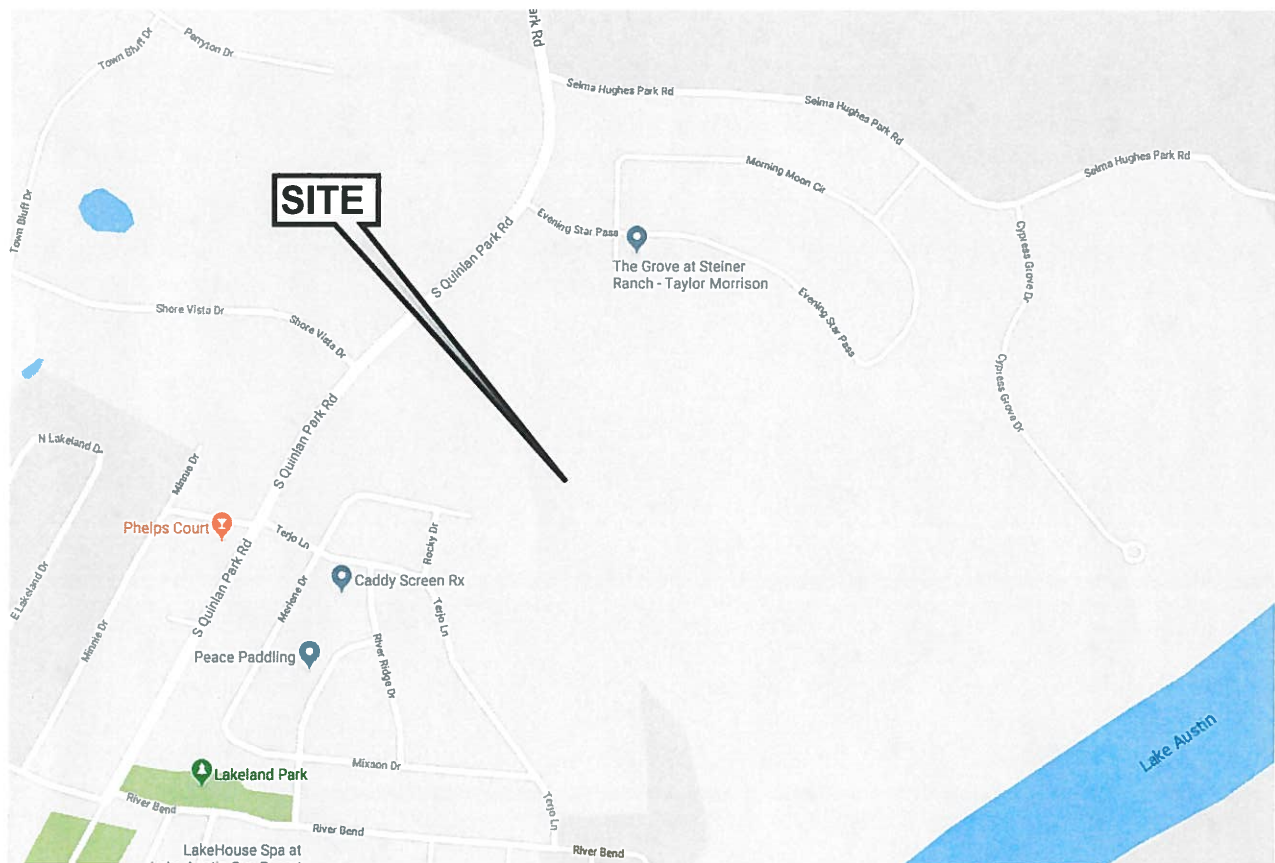 ark Rd
Perryton Dr
Town Bluff Dr
Selma Hughes Park Rd
Selma Hughes Park Rd
Selma Hughes Park Rd
Morning Moon Cir
SITE
Town Bluff Dr
Evening Star Pass
S Quinlan Park Rd
The Grove at Steiner
Ranch - Taylor Morrison
Cypress Grove Dr
Evening Star Pass
Shore Vista Dr
Shore Vista Dr
Cypress Grove Dr
S Quinlan Park Rd
N Lakeland D
Minnie Dr
Phelps Court
Terjo Ln
Rocky Dr
S Quinlan Park Rd
E Lakeland Dr
Merlene Dr
Caddy Screen Rx
Terjo Ln
Minnie Dr
Peace Paddling
River Ridge Dr
Lake Austin
Mixson Dr
Lakeland Park
River Bend
River Bend
Terjo Ln
River Bend
LakeHouse Spa at